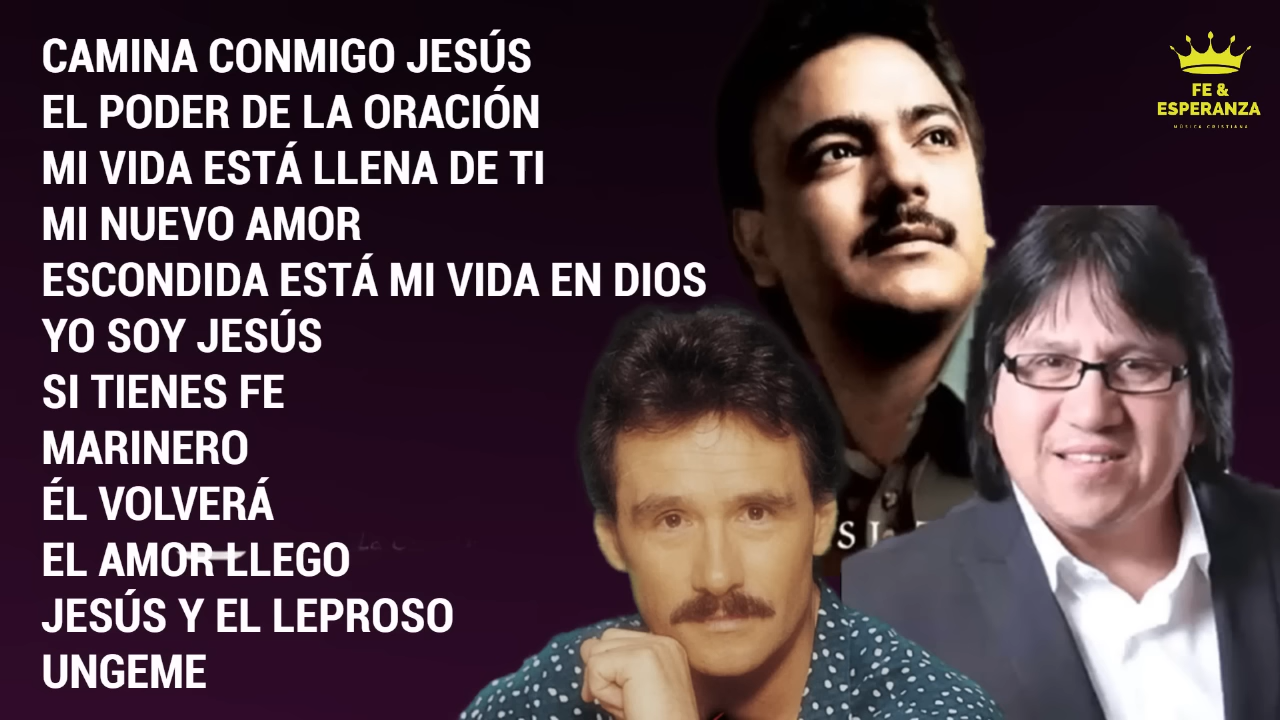 CAMINA CONMIGO JESÚS
EL PODER DE LA ORACIÓN
MI VIDA ESTÁ LLENA DE TI
MI NUEVO AMOR
ESCONDIDA ESTÁ MI VIDA EN DIOS
YO SOY JESÚS
SI TIENES FE
MARINERO
ÉL VOLVERÁ
EL AMOR LLEGO
JESÚS Y EL LEPROSO
UNGEME
FE &
ESPERANZA
MÚSICA CRISTIANA